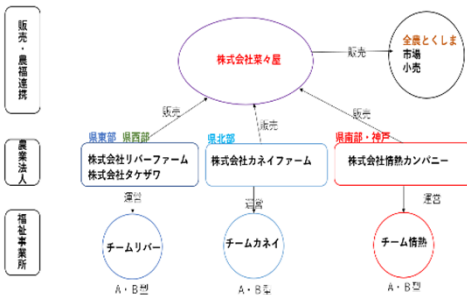 販売・農福連携
株式会社菜々屋
販売
全農とくしま
市場
小売
販売
販売
販売
県東部 県西部
県北部
県南部・神戸
農業法人
株式会社リバーファーム
株式会社タケザワ
株式会社カネイファーム
株式会社情熱カンパニー
運営
運営
運営
福祉事業所
チームリバー
チームカネイ
チーム情熱
A・B型
A・B型
A・B型